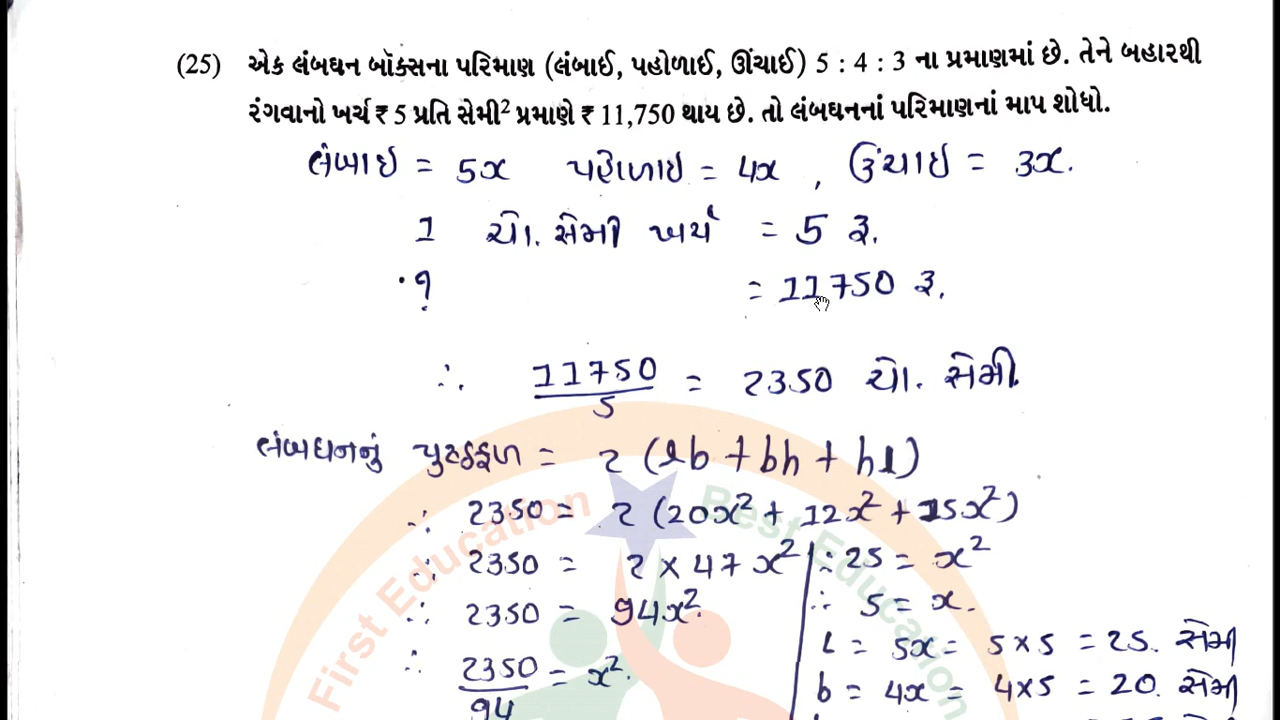 (25) એક લંબઘન બૉક્સના પરિમાણ (લંબાઈ, પહોળાઈ, ઊંચાઈ) 5 : 4 : 3 ના પ્રમાણમાં છે. તેને બહારથી
રંગવાનો ખર્ચ ₹ 5 પ્રતિ સેમી² પ્રમાણે ₹ 11,750 થાય છે. તો લંબઘનનાં પરિમાણનાં માપ શોધો.
લંબાઇ = 5x પહોળાઇ = 4x , ઉંચાઇ = 3x.
1 ચો. સેમી ખર્ચ = 5 રૂ.
? = 11750 રૂ.
∴ 11750/5 = 2350 ચો. સેમી
લંબઘનનું પૃષ્ઠફળ = 2 (lb + bh + hl)
∴ 2350 = 2 (20x² + 12x² + 15x²)
∴ 2350 = 2 × 47x²
∴ 2350 = 94x²
∴ 2350/94 = x²
∴ 25 = x²
∴ 5 = x.
l = 5x = 5×5 = 25. સેમી
b = 4x = 4×5 = 20. સેમી
First Education Best Education